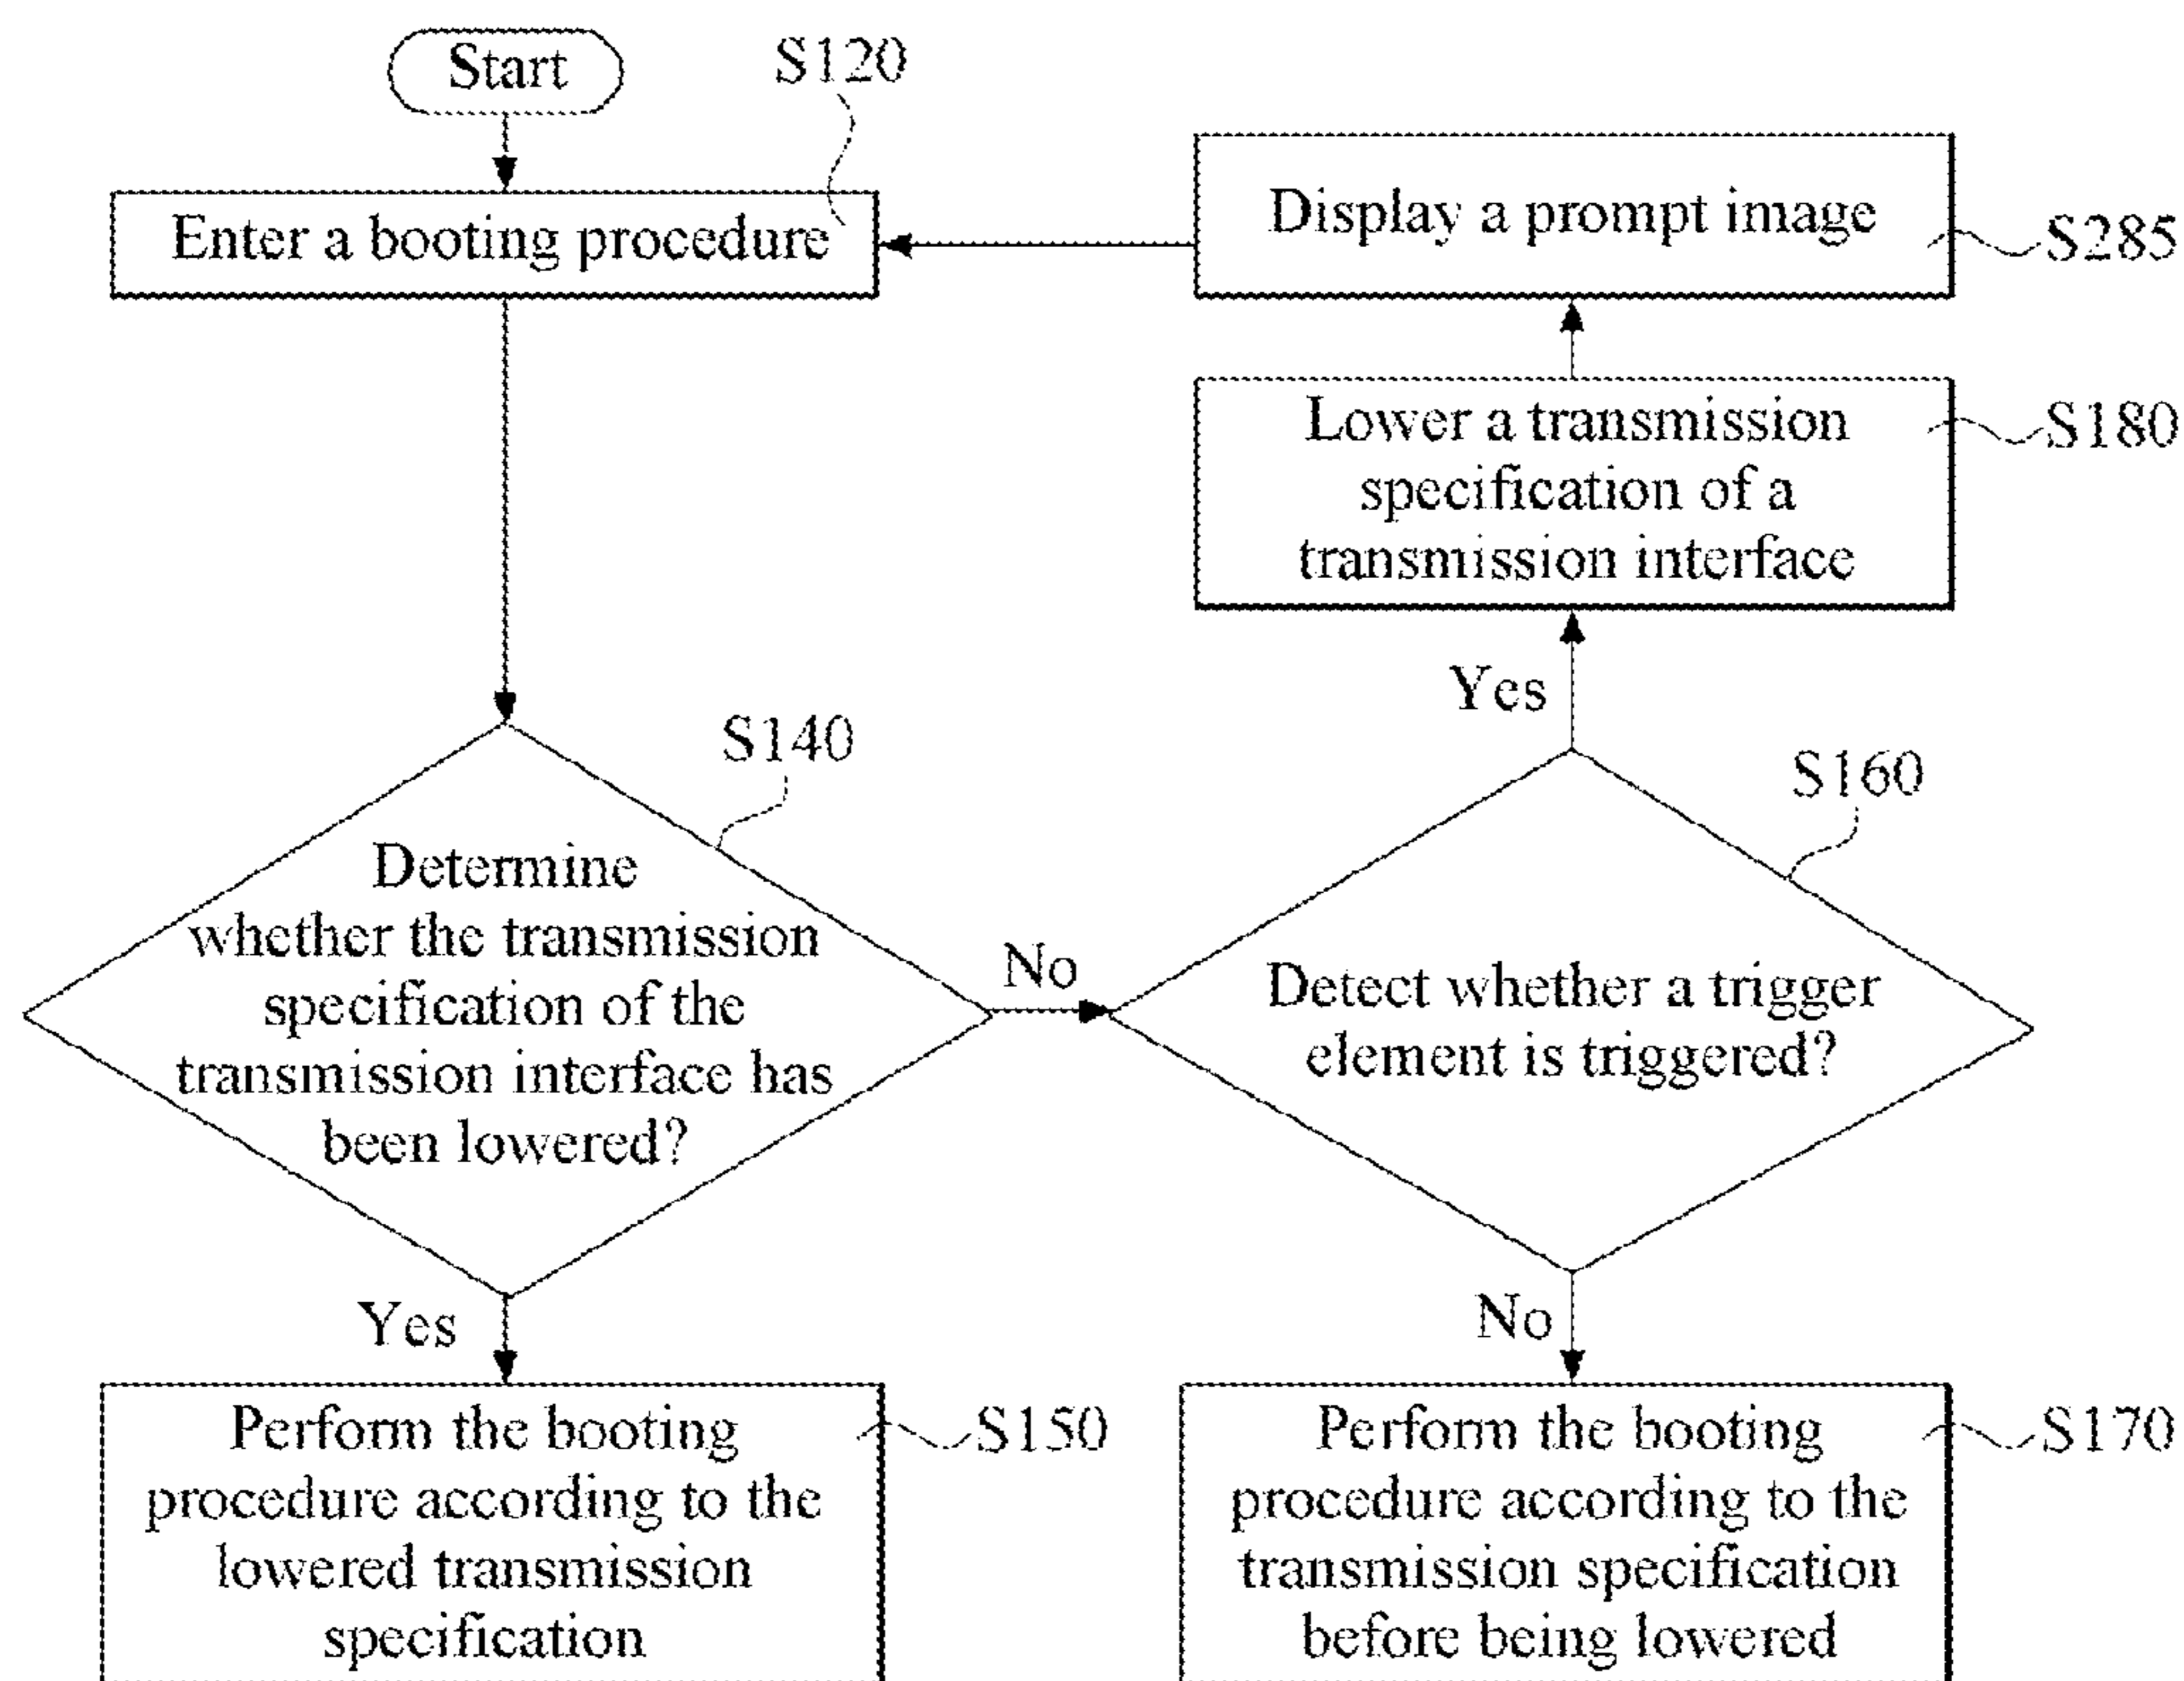 Start
S120
Enter a booting procedure
Display a prompt image
S285
Lower a transmission
specification of a
transmission interface
S180
Yes
S140
S160
Determine
whether the transmission
specification of the
transmission interface has
been lowered?
No
Detect whether a trigger
element is triggered?
Yes
No
Perform the booting
procedure according to the
lowered transmission
specification
S150
Perform the booting
procedure according to the
transmission specification
before being lowered
S170